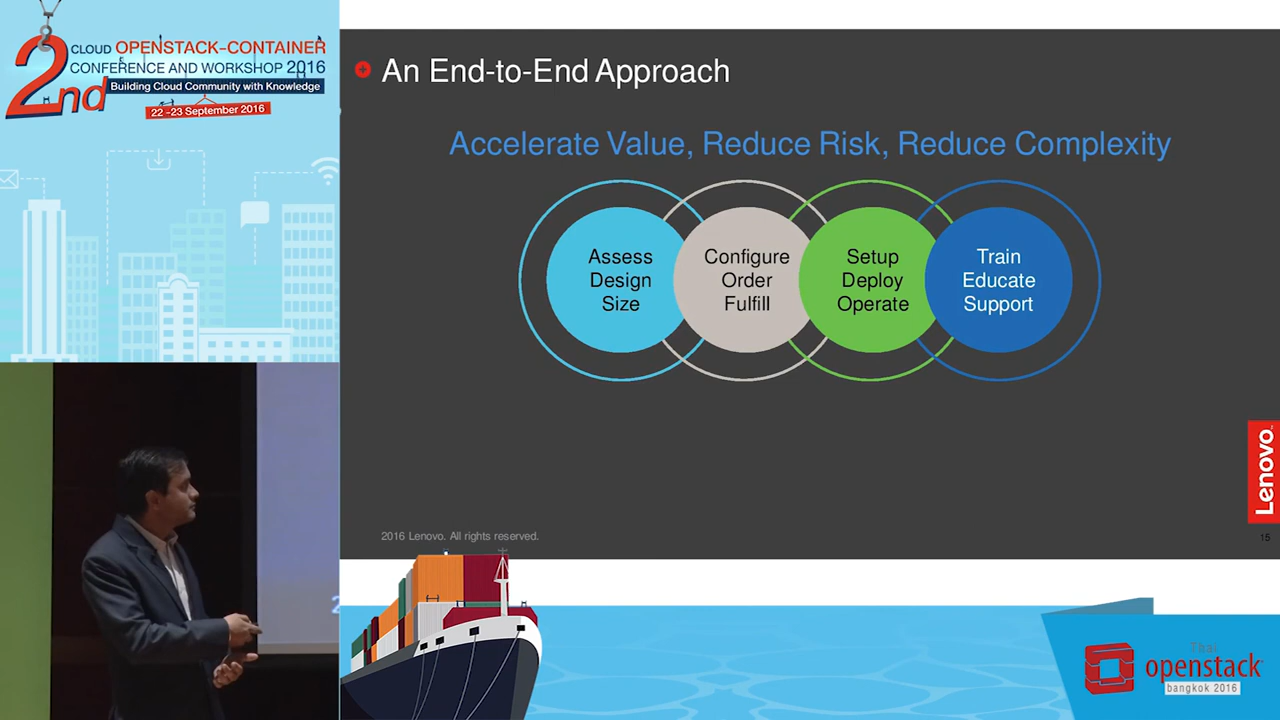 2nd
CLOUD OPENSTACK-CONTAINER
CONFERENCE AND WORKSHOP 2016
Building Cloud Community with Knowledge
22-23 September 2016
An End-to-End Approach
Accelerate Value, Reduce Risk, Reduce Complexity
Assess
Design
Size
Configure
Order
Fulfill
Setup
Deploy
Operate
Train
Educate
Support
Lenovo
2016 Lenovo. All rights reserved.
15
2
Thai
openstack
bangkok 2016